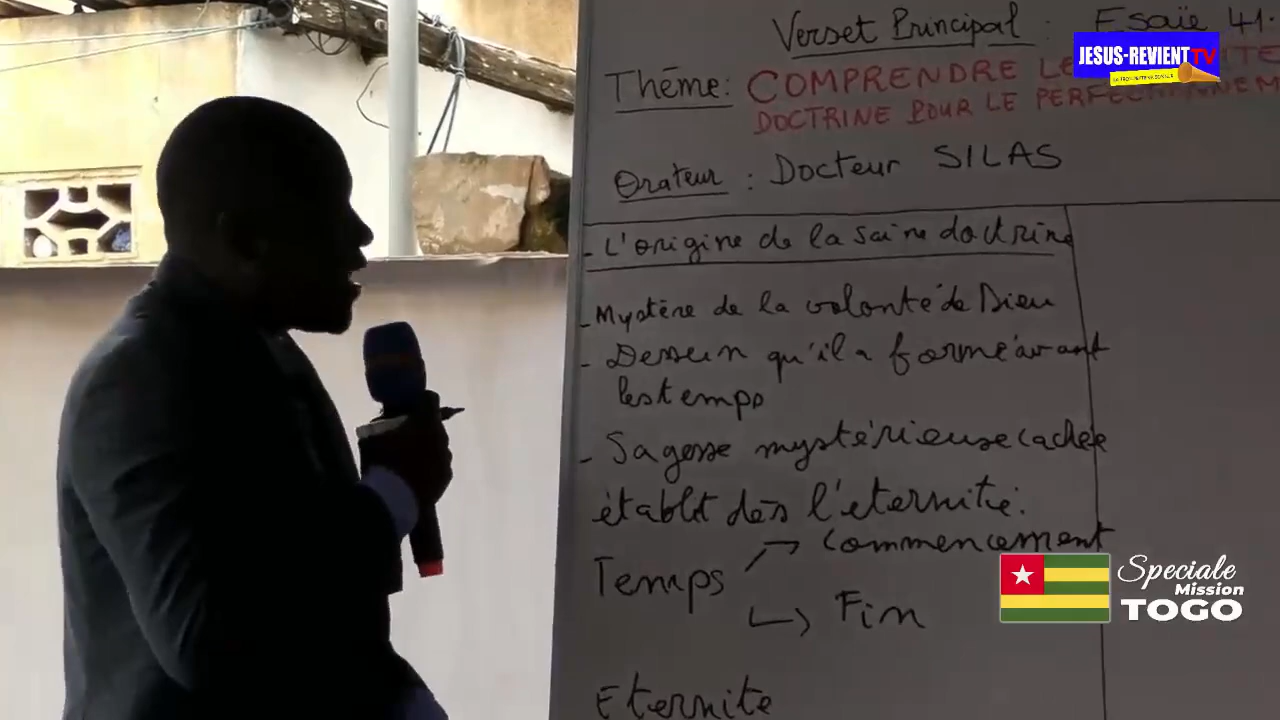 Verset Principal : Esaïe 41.
JESUS-REVIENT TV
Thème: COMPRENDRE
DOCTRINE POUR LE
Orateur : Docteur SILAS
- L'origine de la saine doctrine
- Mystère de la volonté de Dieu
- Dessein qu'il a formé avant
les temps
- Sagesse mystérieuse cachée
établit dès l'éternité.
Temps → Commencement
↳ Fin
Speciale
Mission
TOGO
Eternite